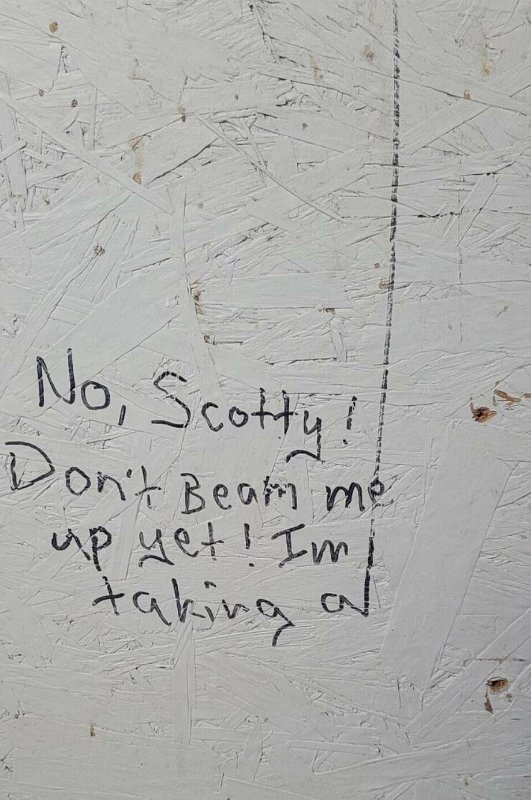 No, Scotty!
Don't Beam me
up yet! Im
taking a